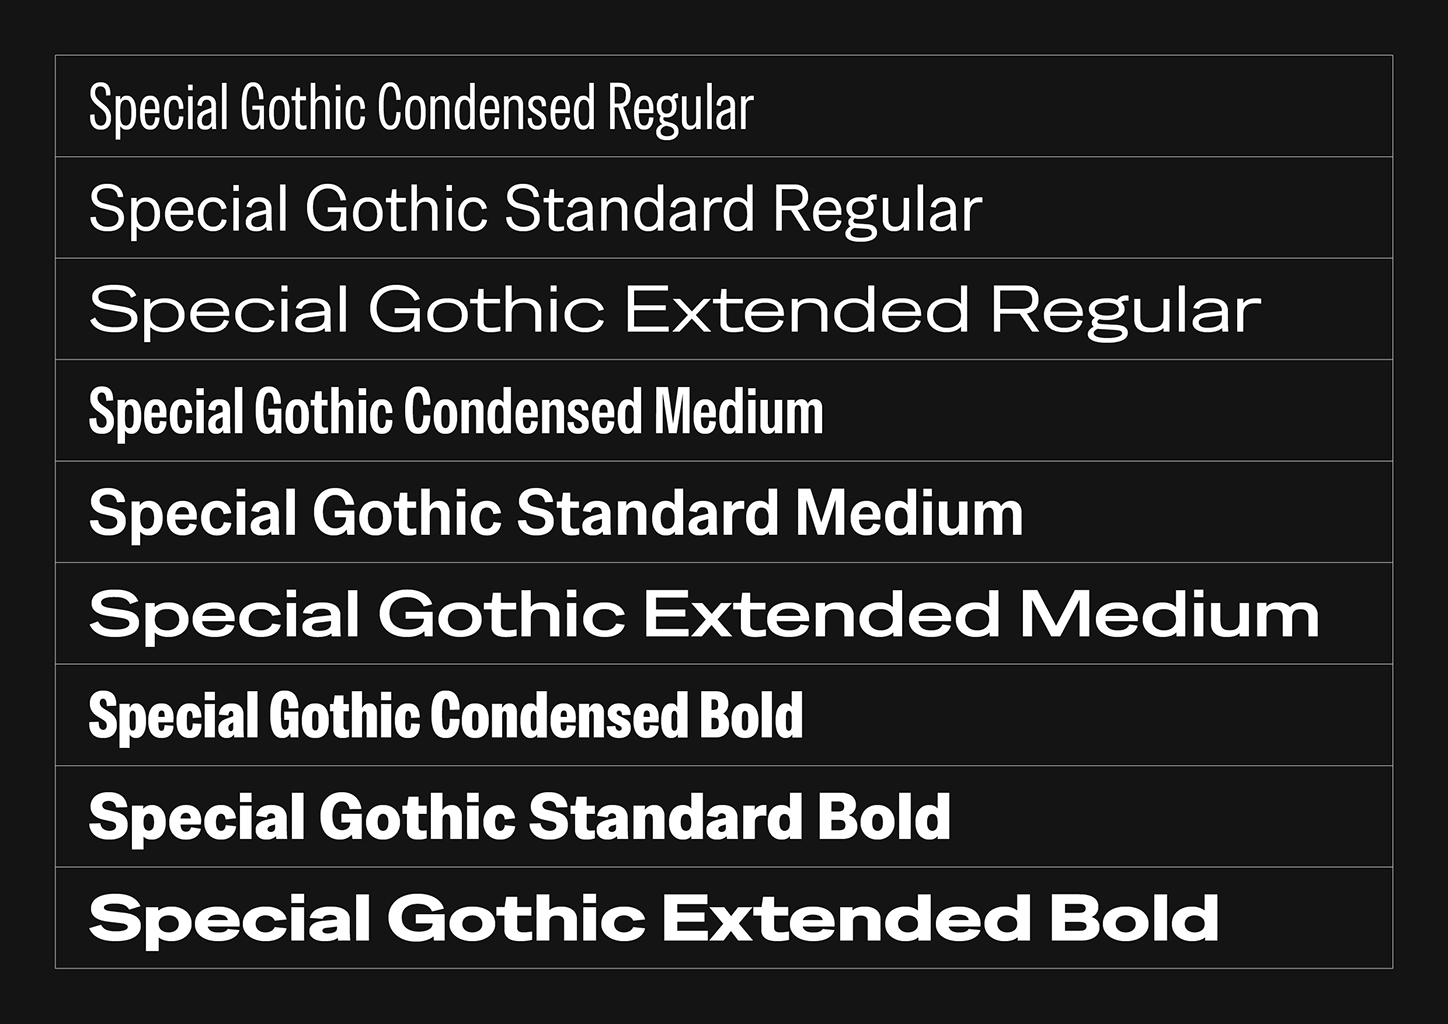 Special Gothic Condensed Regular
Special Gothic Standard Regular
Special Gothic Extended Regular
Special Gothic Condensed Medium
Special Gothic Standard Medium
Special Gothic Extended Medium
Special Gothic Condensed Bold
Special Gothic Standard Bold
Special Gothic Extended Bold